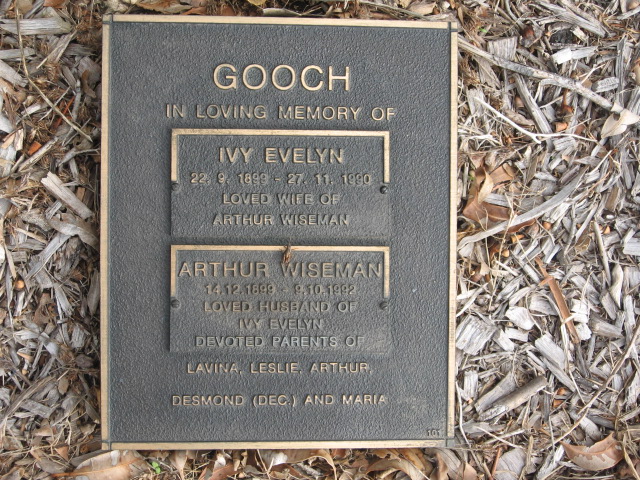 GOOCH
IN LOVING MEMORY OF
IVY EVELYN
22. 9. 1899 - 27. 11. 1990
LOVED WIFE OF
ARTHUR WISEMAN
ARTHUR WISEMAN
14.12.1899 - 9.10.1992
LOVED HUSBAND OF
IVY EVELYN
DEVOTED PARENTS OF
LAVINA, LESLIE, ARTHUR,
DESMOND (DEC.) AND MARIA